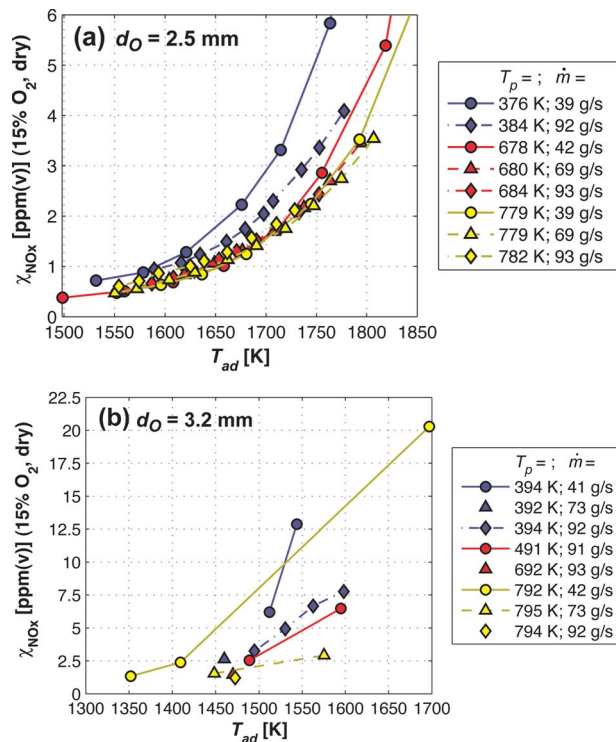 (a) d_O = 2.5 mm
χ_NOx [ppm(v)] (15% O₂, dry)
6
5
4
3
2
1
0
1500 1550 1600 1650 1700 1750 1800 1850
T_ad [K]
T_p = ; ṁ =
376 K; 39 g/s
384 K; 92 g/s
678 K; 42 g/s
680 K; 69 g/s
684 K; 93 g/s
779 K; 39 g/s
779 K; 69 g/s
782 K; 93 g/s
(b) d_O = 3.2 mm
χ_NOx [ppm(v)] (15% O₂, dry)
22.5
20
17.5
15
12.5
10
7.5
5
2.5
0
1300 1350 1400 1450 1500 1550 1600 1650 1700
T_ad [K]
T_p = ; ṁ =
394 K; 41 g/s
392 K; 73 g/s
394 K; 92 g/s
491 K; 91 g/s
692 K; 93 g/s
792 K; 42 g/s
795 K; 73 g/s
794 K; 92 g/s